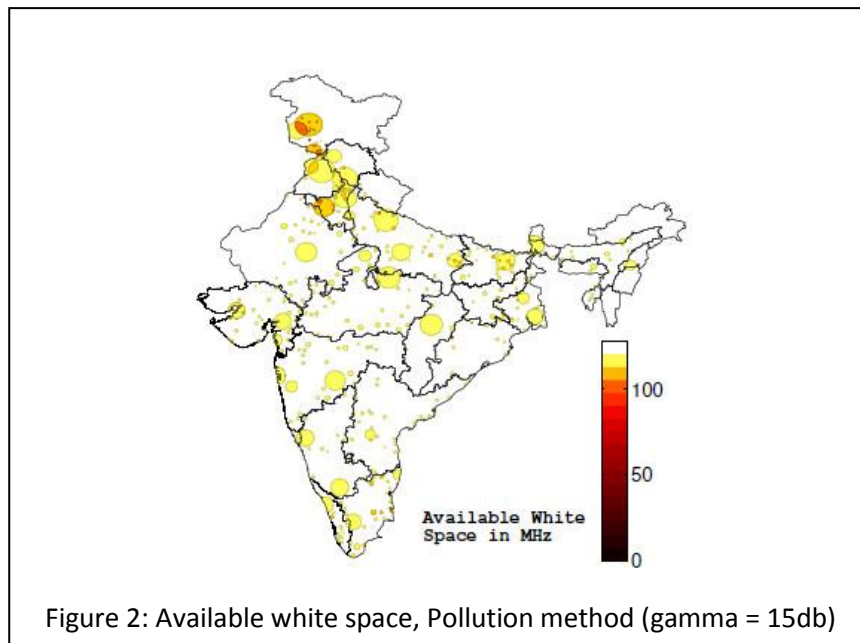 100
50
0
Available White
Space in MHz
Figure 2: Available white space, Pollution method (gamma = 15db)